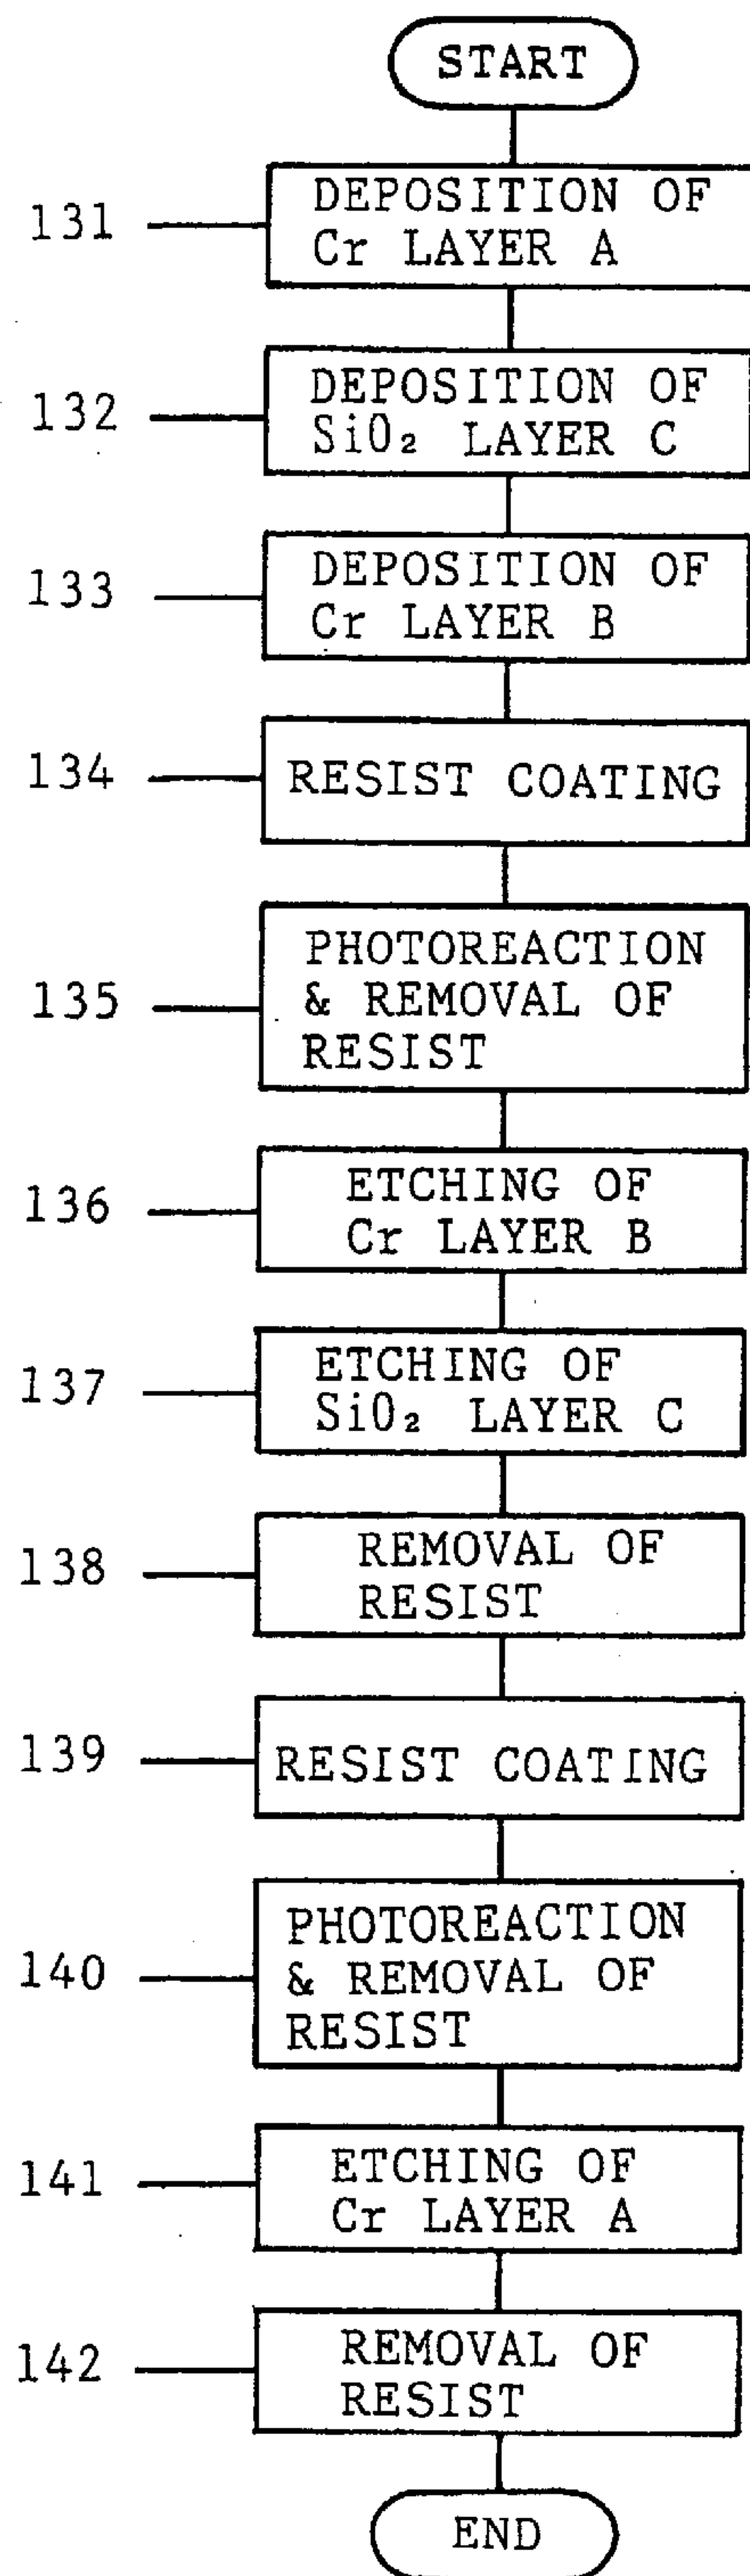 START
131
DEPOSITION OF
Cr LAYER A
132
DEPOSITION OF
SiO₂ LAYER C
133
DEPOSITION OF
Cr LAYER B
134
RESIST COATING
135
PHOTOREACTION
& REMOVAL OF
RESIST
136
ETCHING OF
Cr LAYER B
137
ETCHING OF
SiO₂ LAYER C
138
REMOVAL OF
RESIST
139
RESIST COATING
140
PHOTOREACTION
& REMOVAL OF
RESIST
141
ETCHING OF
Cr LAYER A
142
REMOVAL OF
RESIST
END